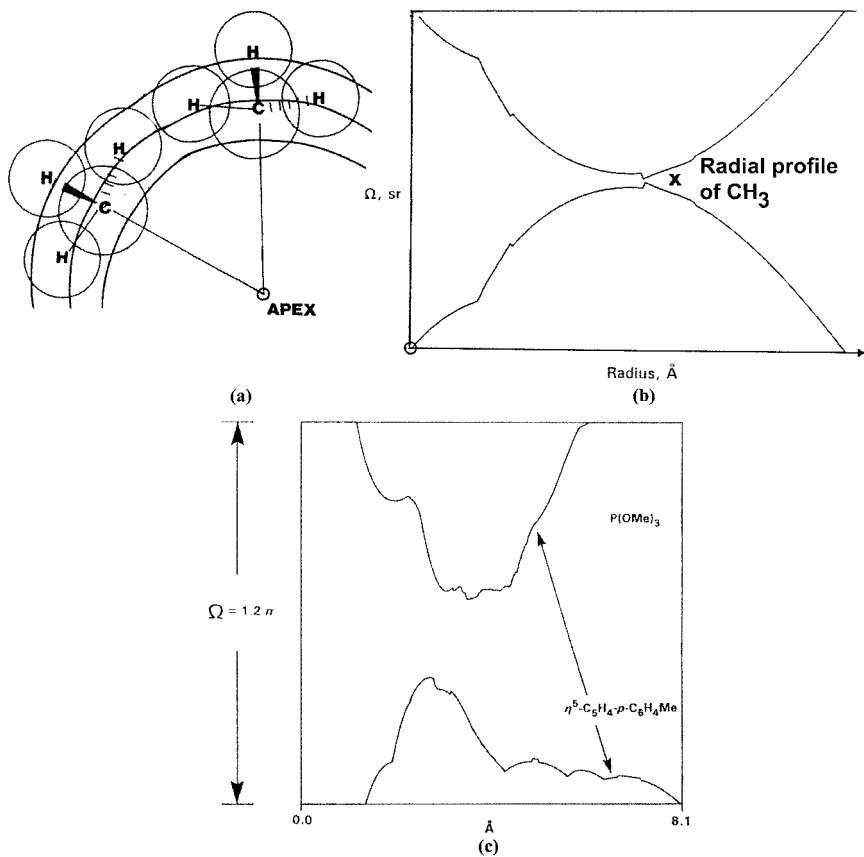 H
H
H
C
H
H
H
C
H
APEX
(a)
Ω, sr
x Radial profile
of CH₃
Radius, Å
(b)
Ω = 1.2 π
P(OMe)₃
η⁵-C₅H₄-p-C₆H₄Me
0.0
Å
8.1
(c)